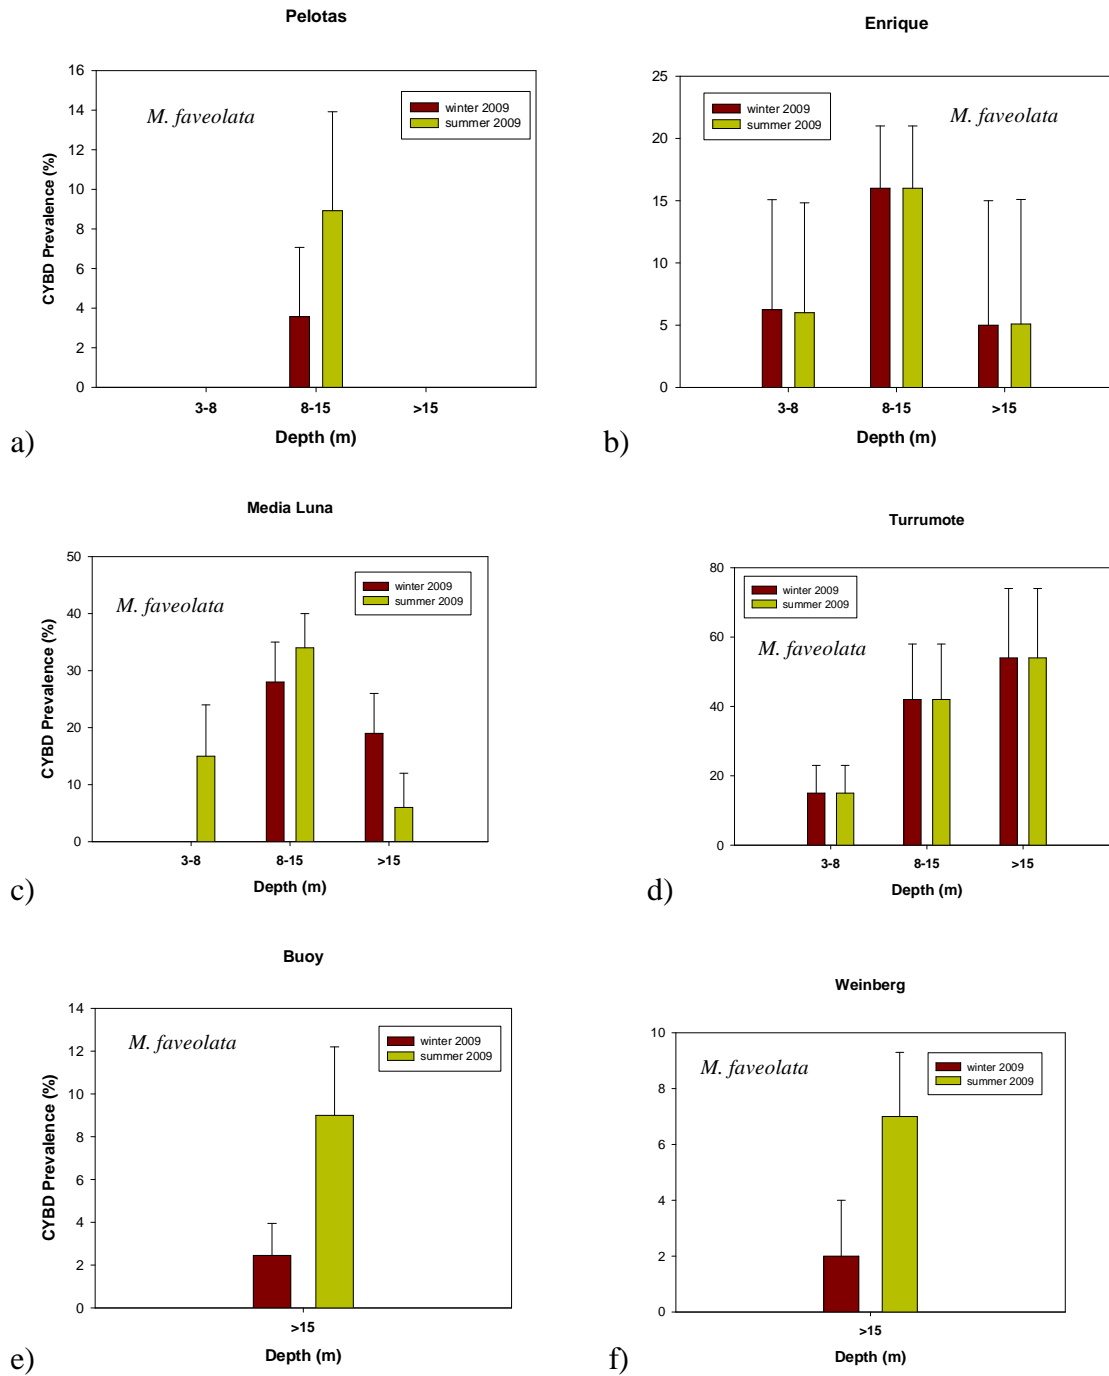 Pelotas
16
14
12
10
8
6
4
2
0
CYBD Prevalence (%)
M. faveolata
winter 2009
summer 2009
3-8 8-15 >15
Depth (m)
a)
Enrique
25
20
15
10
5
0
winter 2009
summer 2009
M. faveolata
3-8 8-15 >15
Depth (m)
b)
Media Luna
50
40
30
20
10
0
CYBD Prevalence (%)
M. faveolata
winter 2009
summer 2009
3-8 8-15 >15
Depth (m)
c)
Turrumote
80
60
40
20
0
winter 2009
summer 2009
M. faveolata
3-8 8-15 >15
Depth (m)
d)
Buoy
14
12
10
8
6
4
2
0
CYBD Prevalence (%)
M. faveolata
winter 2009
summer 2009
>15
Depth (m)
e)
Weinberg
10
8
6
4
2
0
M. faveolata
winter 2009
summer 2009
>15
Depth (m)
f)